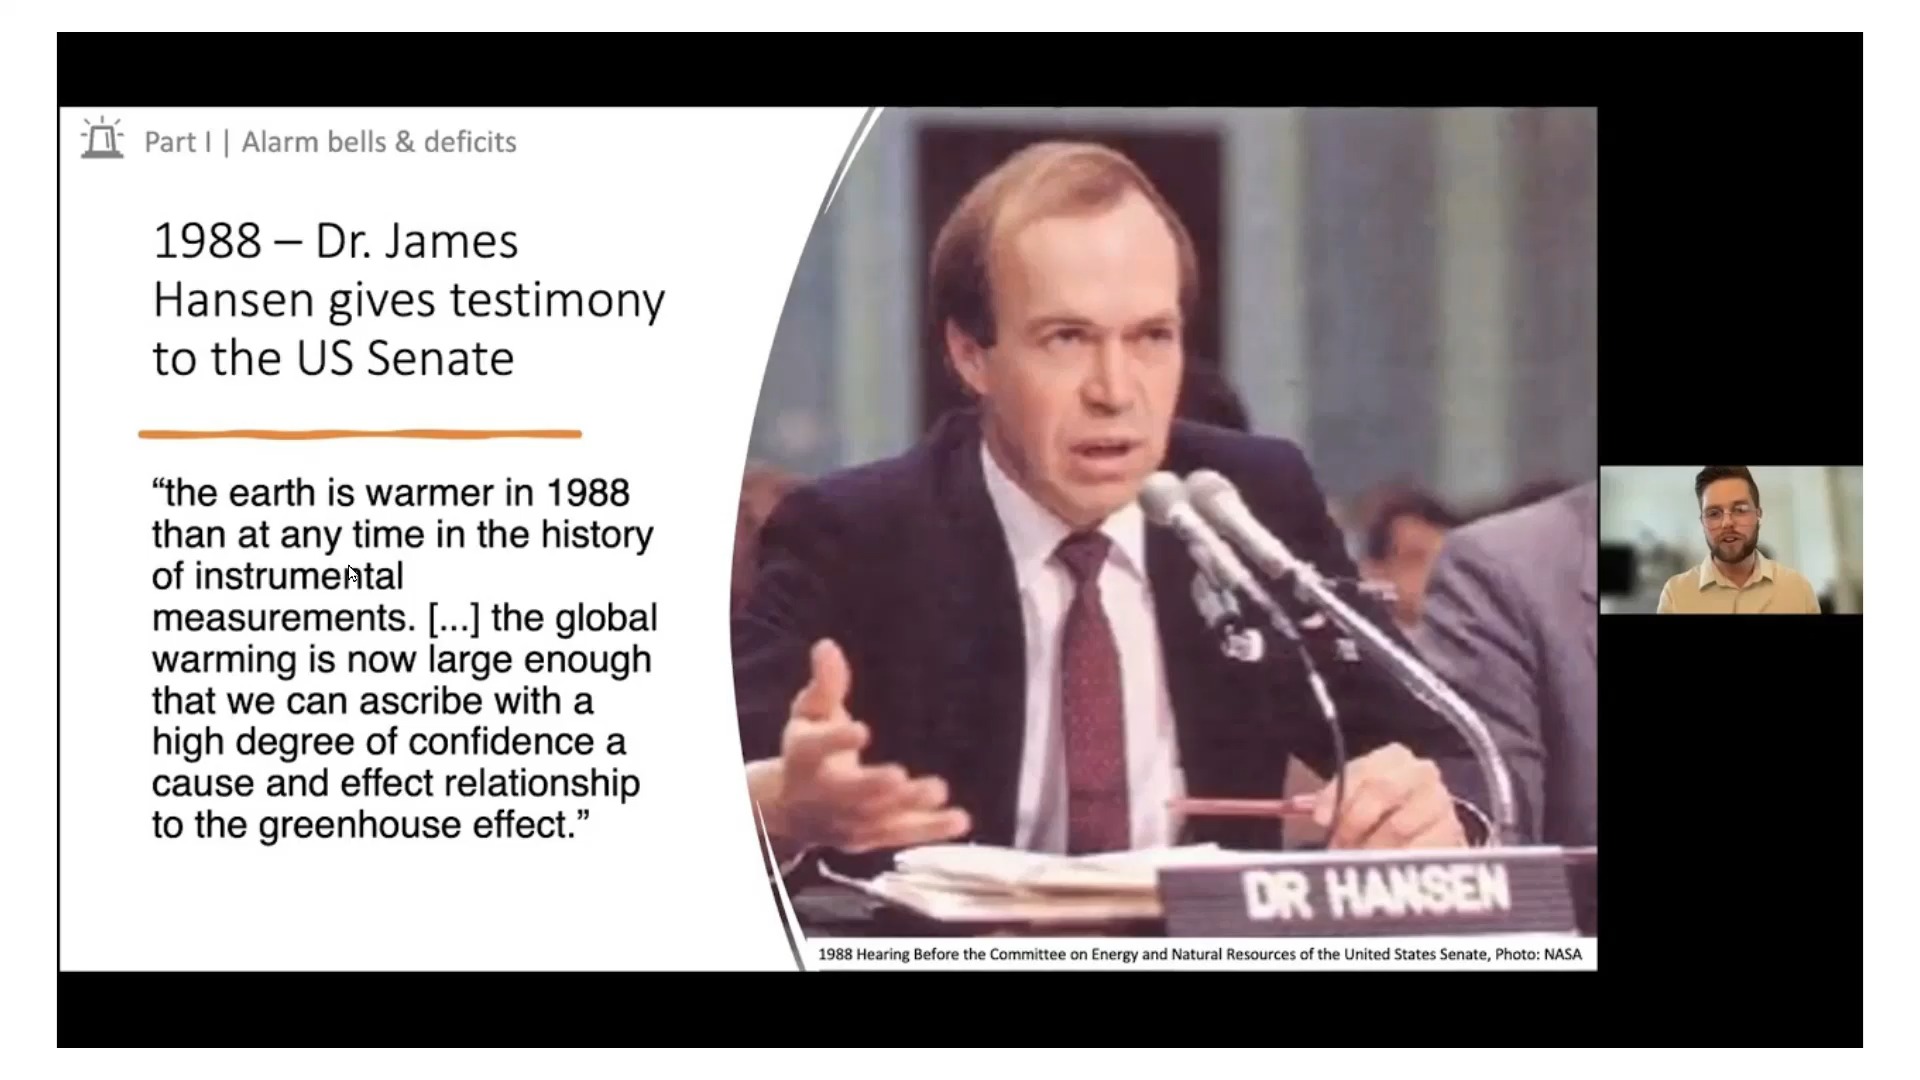 Part I | Alarm bells & deficits
1988 – Dr. James
Hansen gives testimony
to the US Senate
“the earth is warmer in 1988
than at any time in the history
of instrumental
measurements. [...] the global
warming is now large enough
that we can ascribe with a
high degree of confidence a
cause and effect relationship
to the greenhouse effect.”
DR HANSEN
1988 Hearing Before the Committee on Energy and Natural Resources of the United States Senate, Photo: NASA